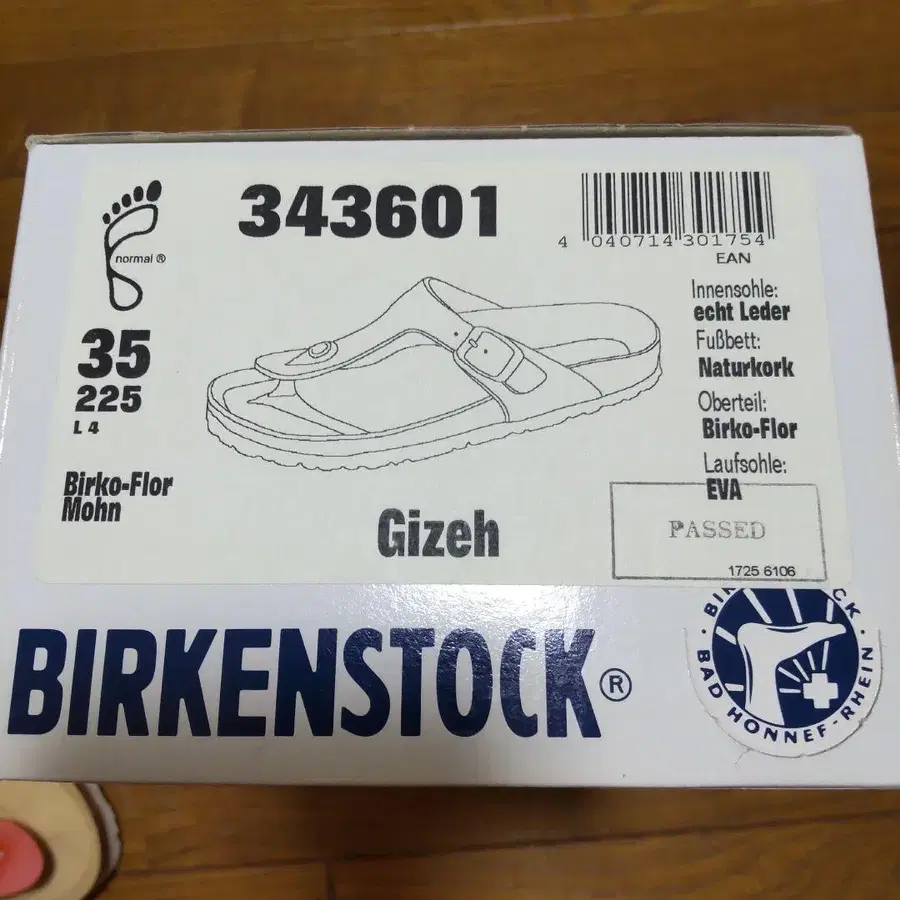 343601
4 040714 301754
EAN
normal ®
35
225
L 4
Birko-Flor
Mohn
Innensohle:
echt Leder
Fußbett:
Naturkork
Oberteil:
Birko-Flor
Laufsohle:
EVA
PASSED
1725 6106
Gizeh
BIRKENSTOCK®
BAD HONNEF-RHEIN